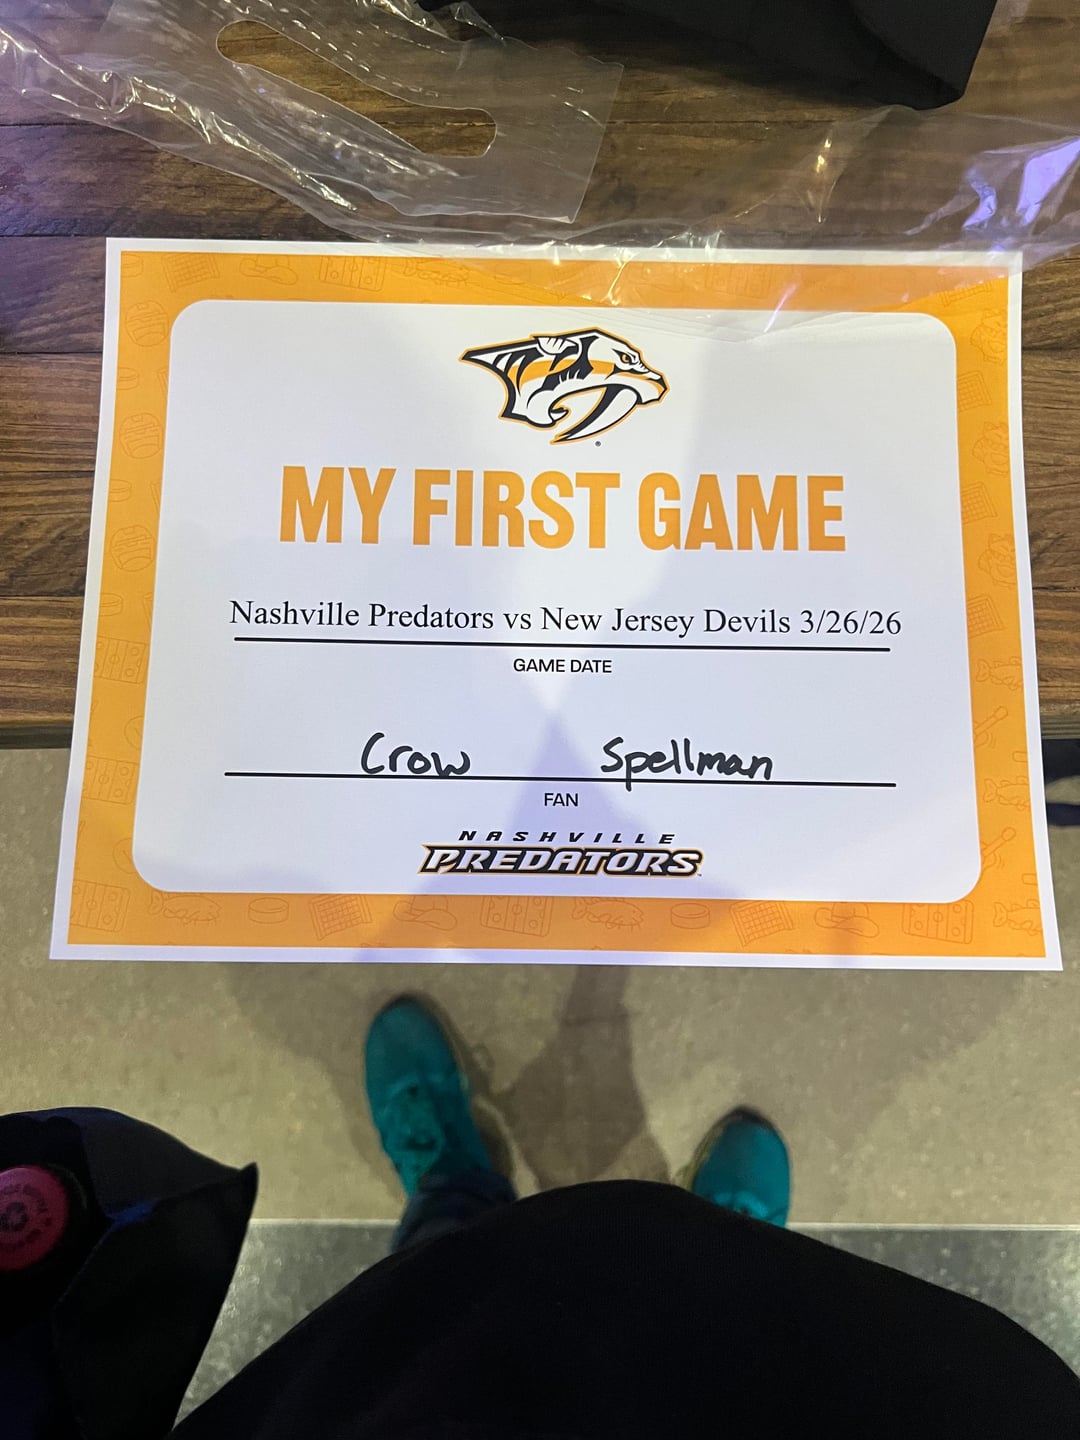 MY FIRST GAME
Nashville Predators vs New Jersey Devils 3/26/26
GAME DATE
Crow Spellman
FAN
NASHVILLE
PREDATORS